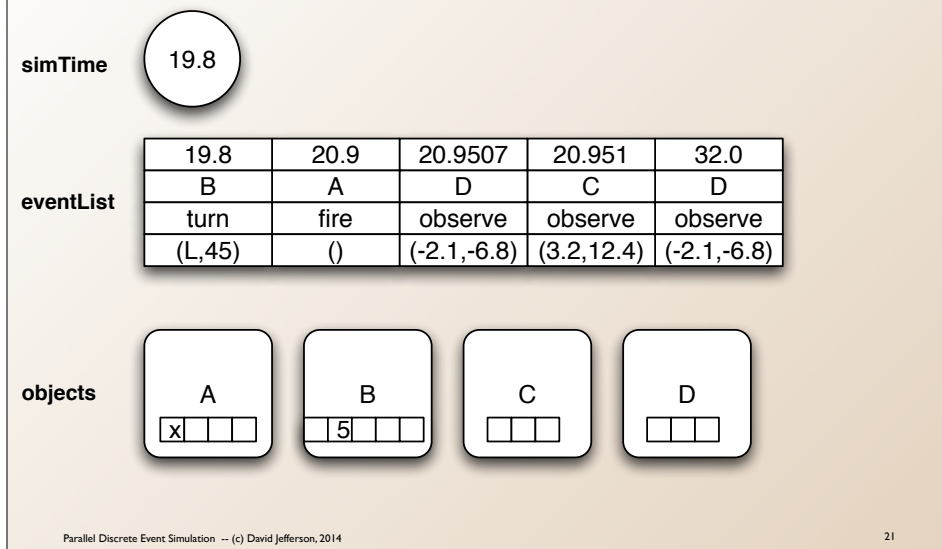 simTime
19.8
eventList
19.8 20.9 20.9507 20.951 32.0
B A D C D
turn fire observe observe observe
(L,45) () (-2.1,-6.8) (3.2,12.4) (-2.1,-6.8)
objects
A B C D
x 5
Parallel Discrete Event Simulation -- (c) David Jefferson, 2014 21